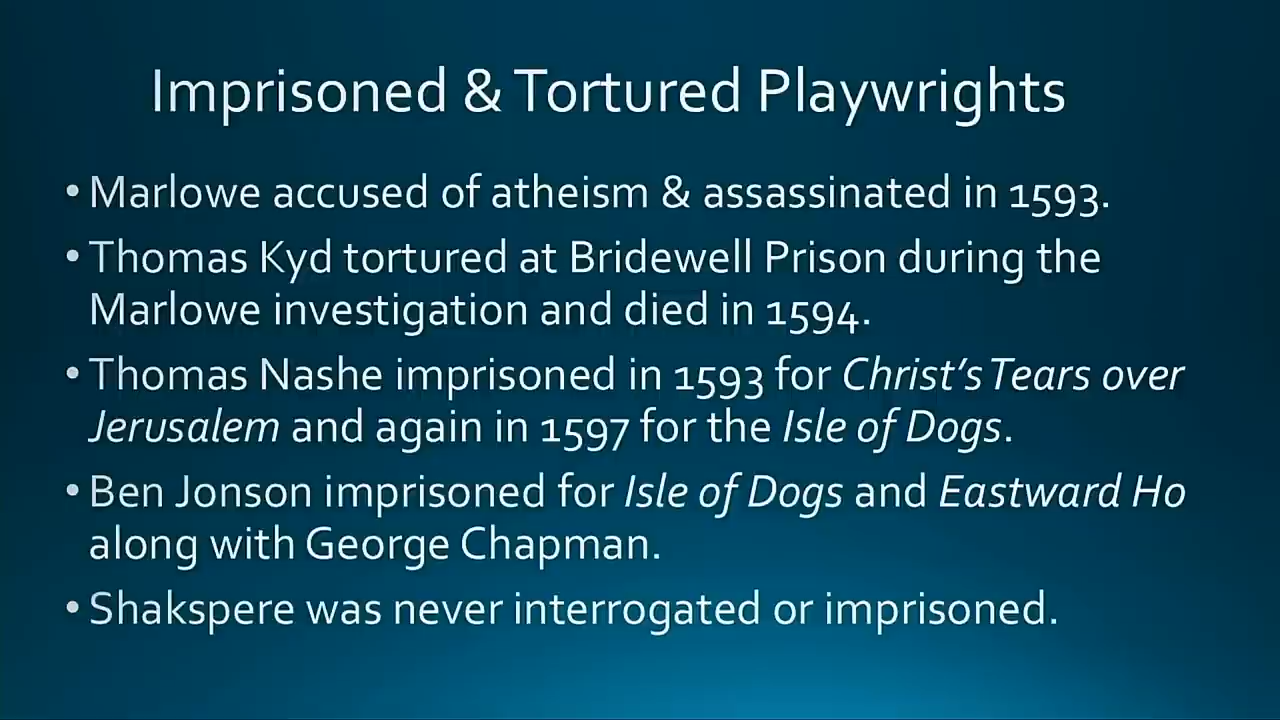 Imprisoned & Tortured Playwrights
• Marlowe accused of atheism & assassinated in 1593.
• Thomas Kyd tortured at Bridewell Prison during the
Marlowe investigation and died in 1594.
• Thomas Nashe imprisoned in 1593 for Christ's Tears over
Jerusalem and again in 1597 for the Isle of Dogs.
• Ben Jonson imprisoned for Isle of Dogs and Eastward Ho
along with George Chapman.
• Shakspere was never interrogated or imprisoned.